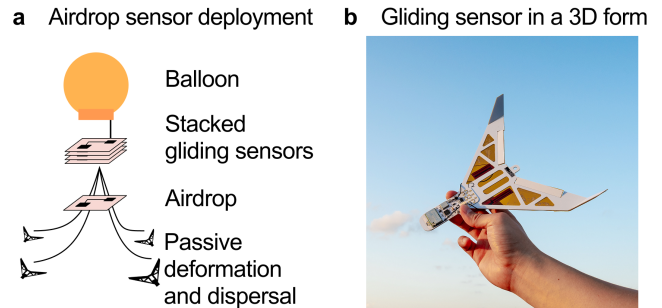 a Airdrop sensor deployment
Balloon
Stacked
gliding sensors
Airdrop
Passive
deformation
and dispersal
b Gliding sensor in a 3D form